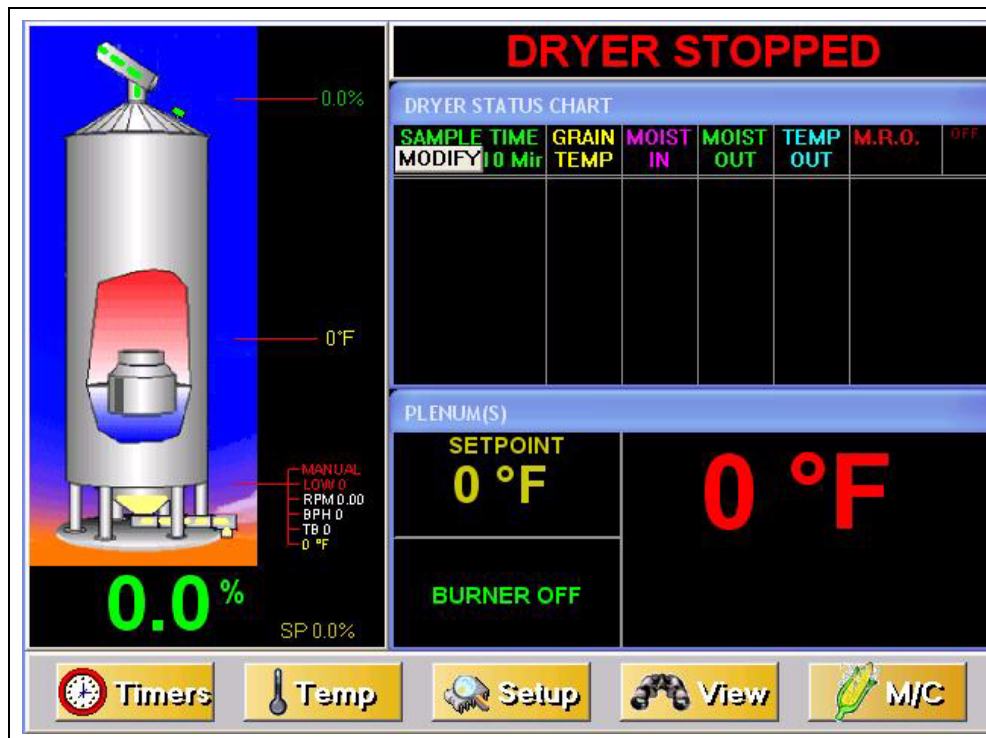 DRYER STOPPED
0.0%
DRYER STATUS CHART
SAMPLE TIME
MODIFY 10 Mir
GRAIN
TEMP
MOIST
IN
MOIST
OUT
TEMP
OUT
M.R.O.
OFF
0°F
PLENUM(S)
SETPOINT
0 °F
0 °F
MANUAL
LOW 0
RPM 0.00
BPH 0
TB 0
0 °F
BURNER OFF
0.0 %
SP 0.0%
Timers
Temp
Setup
View
M/C